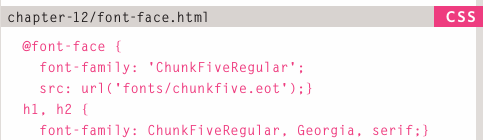 chapter-12/font-face.html CSS
@font-face {
font-family: 'ChunkFiveRegular';
src: url('fonts/chunkfive.eot');}
h1, h2 {
font-family: ChunkFiveRegular, Georgia, serif;}